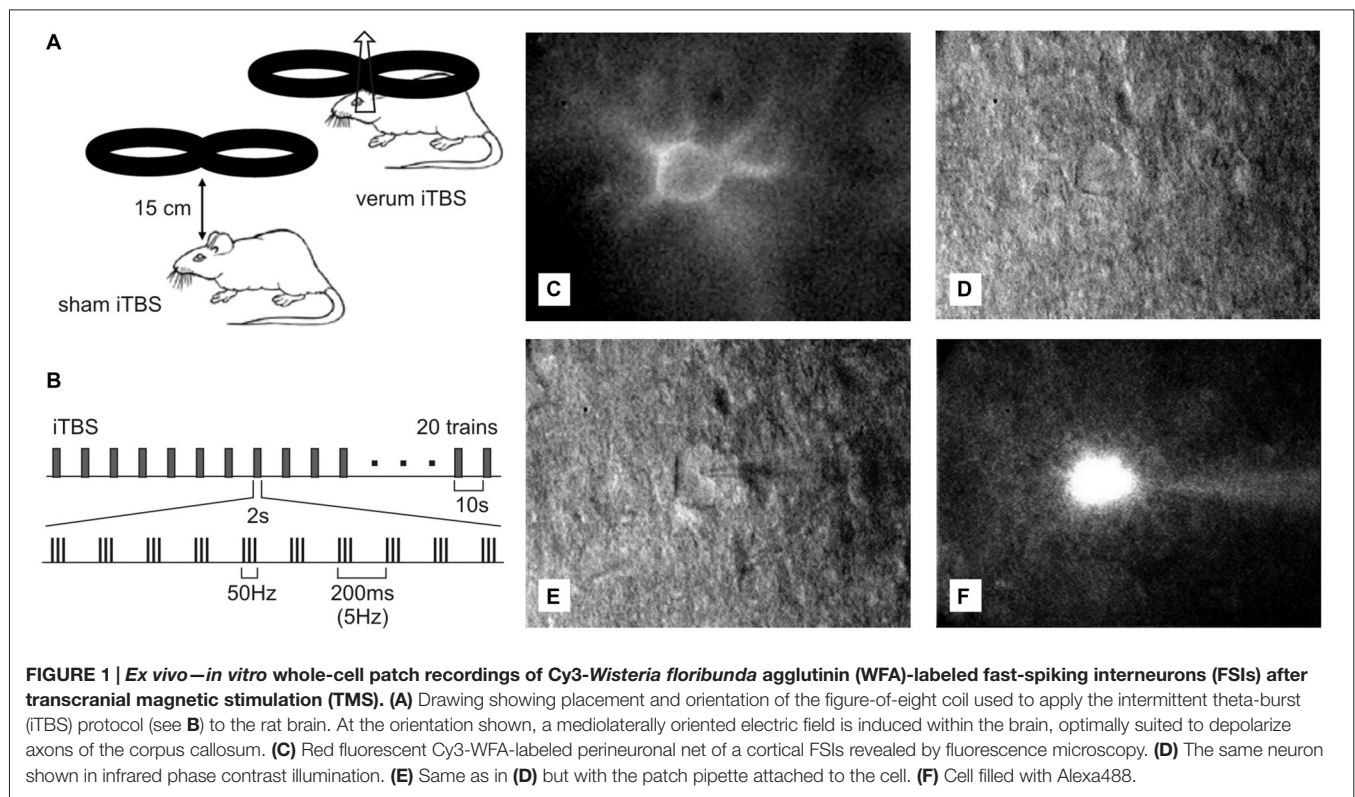 A
verum iTBS
15 cm
sham iTBS
B
iTBS
20 trains
2s
10s
50Hz
200ms
(5Hz)
C
D
E
F
FIGURE 1 | Ex vivo—in vitro whole-cell patch recordings of Cy3-Wisteria floribunda agglutinin (WFA)-labeled fast-spiking interneurons (FSIs) after
transcranial magnetic stimulation (TMS). (A) Drawing showing placement and orientation of the figure-of-eight coil used to apply the intermittent theta-burst
(iTBS) protocol (see B) to the rat brain. At the orientation shown, a mediolaterally oriented electric field is induced within the brain, optimally suited to depolarize
axons of the corpus callosum. (C) Red fluorescent Cy3-WFA-labeled perineuronal net of a cortical FSIs revealed by fluorescence microscopy. (D) The same neuron
shown in infrared phase contrast illumination. (E) Same as in (D) but with the patch pipette attached to the cell. (F) Cell filled with Alexa488.